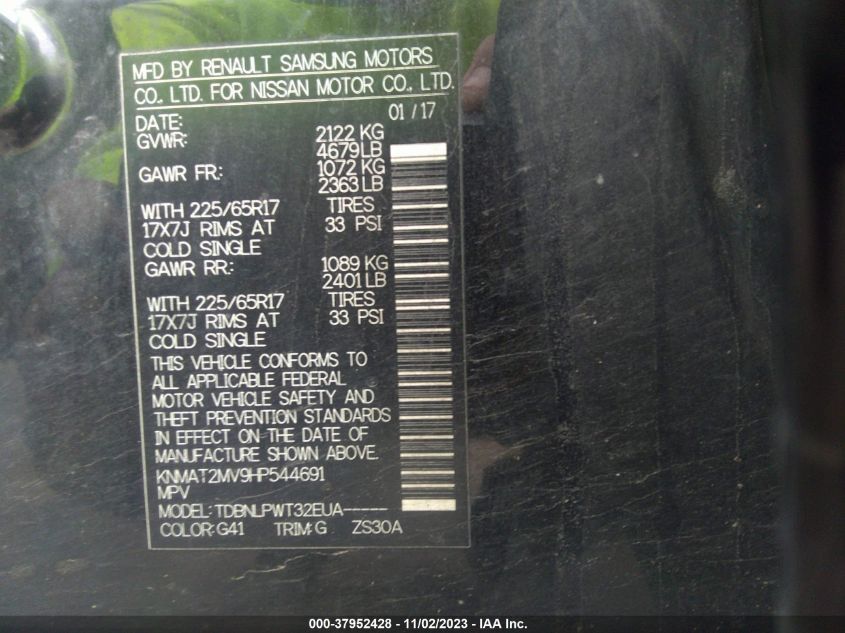 MFD BY RENAULT SAMSUNG MOTORS
CO., LTD. FOR NISSAN MOTOR CO., LTD.
DATE: 01 / 17
GVWR: 2122 KG
4679 LB
GAWR FR: 1072 KG
2363 LB
WITH 225/65R17 TIRES
17X7J RIMS AT 33 PSI
COLD SINGLE
GAWR RR: 1089 KG
2401 LB
WITH 225/65R17 TIRES
17X7J RIMS AT 33 PSI
COLD SINGLE
THIS VEHICLE CONFORMS TO
ALL APPLICABLE FEDERAL
MOTOR VEHICLE SAFETY AND
THEFT PREVENTION STANDARDS
IN EFFECT ON THE DATE OF
MANUFACTURE SHOWN ABOVE.
KNMAT2MV9HP544691
MPV
MODEL: TDBNLPWT32EUA-----
COLOR: G41 TRIM: G ZS30A
000-37952428 - 11/02/2023 - IAA Inc.